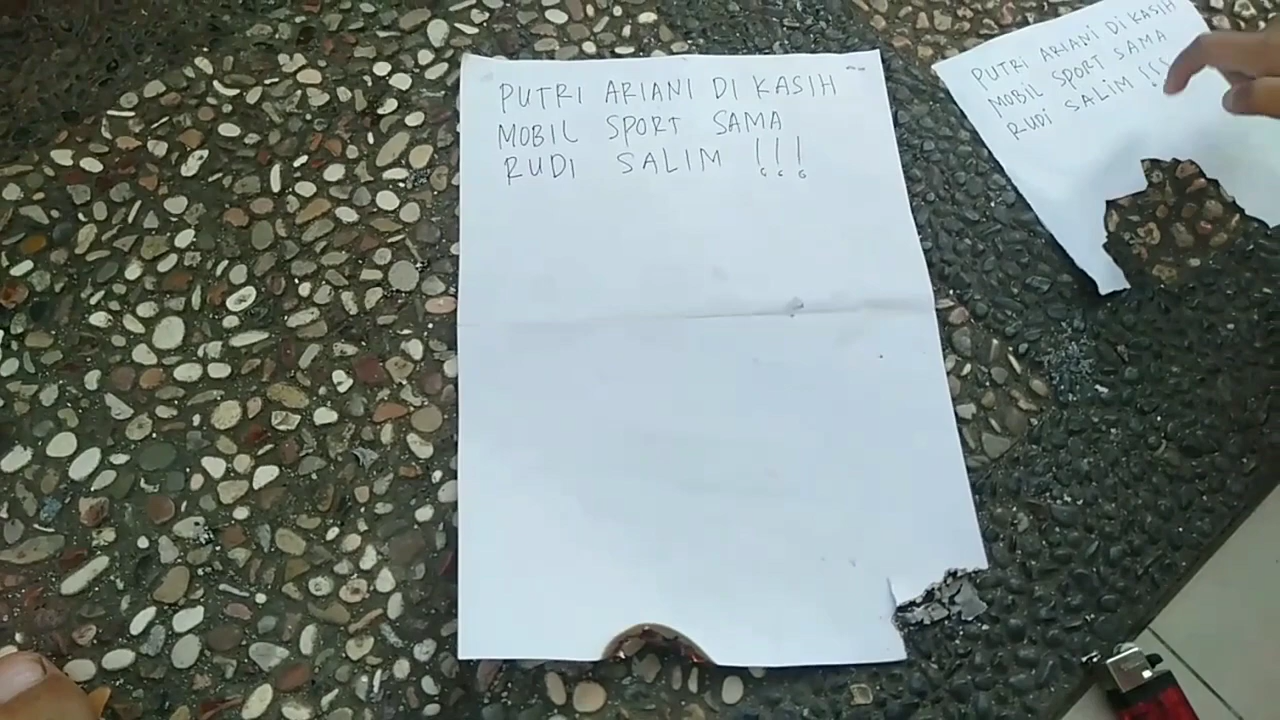 PUTRI ARIANI DI KASIH
MOBIL SPORT SAMA
RUDI SALIM !!!
PUTRI ARIANI DI KASIH
MOBIL SPORT SAMA
RUDI SALIM !!!